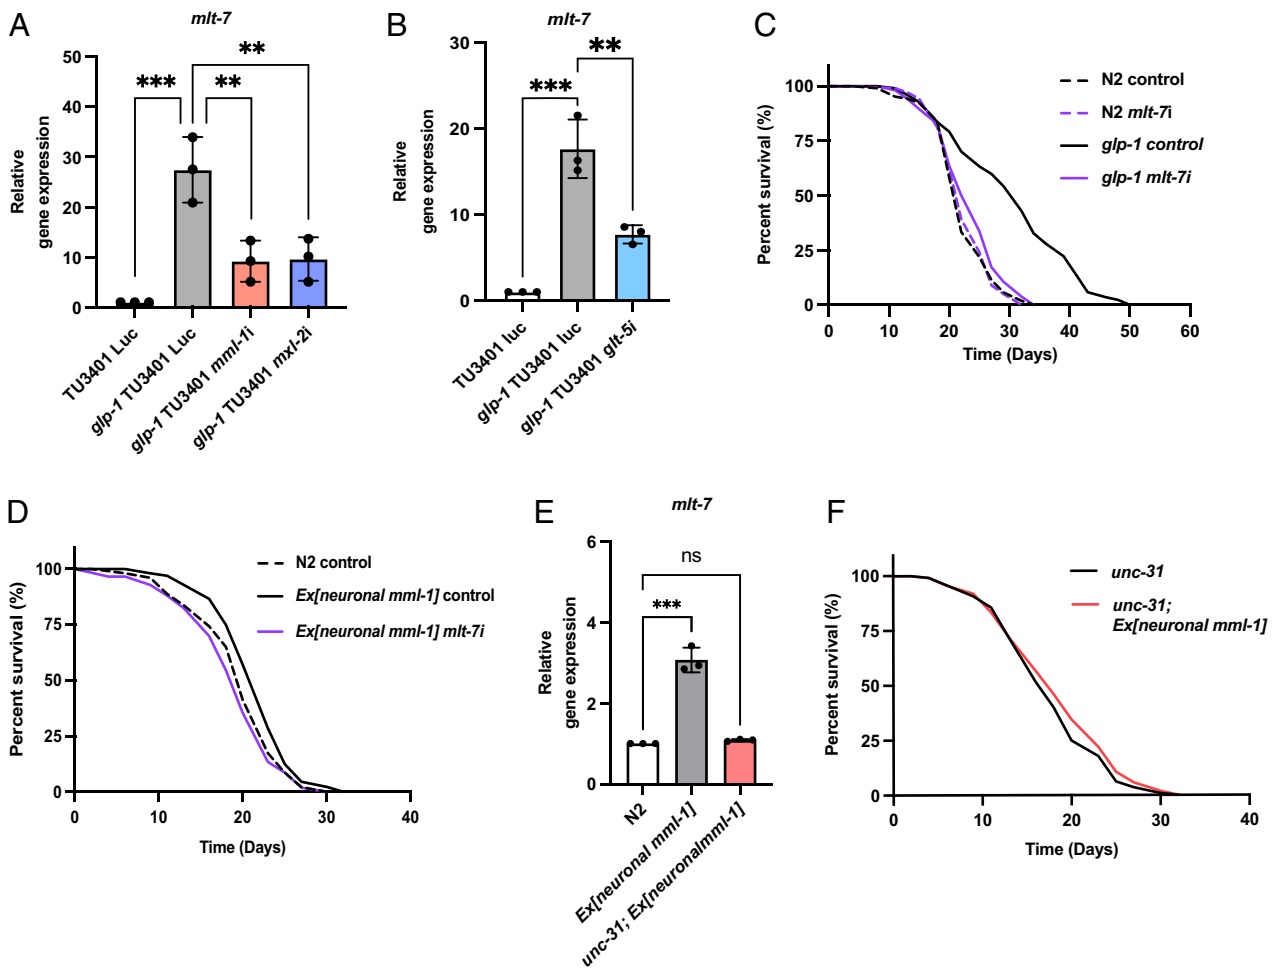 A
mlt-7
Relative
gene expression
50
40
30
20
10
0
***
**
**
TU3401 Luc
glp-1 TU3401 Luc
glp-1 TU3401 mml-1i
glp-1 TU3401 mxl-2i
B
mlt-7
Relative
gene expression
30
20
10
0
***
**
TU3401 luc
glp-1 TU3401 luc
glp-1 TU3401 glt-5i
C
Percent survival (%)
100
75
50
25
0
0 10 20 30 40 50 60
Time (Days)
N2 control
N2 mlt-7i
glp-1 control
glp-1 mlt-7i
D
Percent survival (%)
100
75
50
25
0
0 10 20 30 40
Time (Days)
N2 control
Ex[neuronal mml-1] control
Ex[neuronal mml-1] mlt-7i
E
mlt-7
Relative
gene expression
6
4
2
0
ns
***
N2
Ex[neuronal mml-1]
unc-31; Ex[neuronalmml-1]
F
Percent survival (%)
100
75
50
25
0
0 10 20 30 40
Time (Days)
unc-31
unc-31;
Ex[neuronal mml-1]